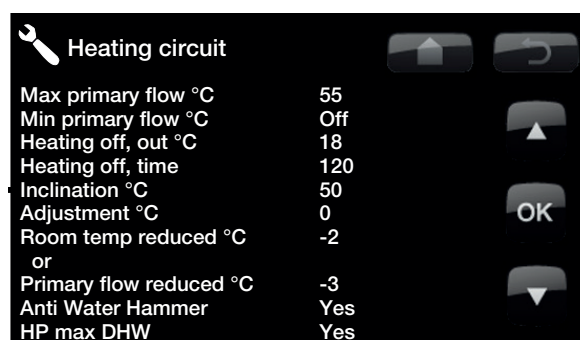 Heating circuit
Max primary flow °C 55
Min primary flow °C Off
Heating off, out °C 18
Heating off, time 120
Inclination °C 50
Adjustment °C 0
OK
Room temp reduced °C -2
or
Primary flow reduced °C -3
Anti Water Hammer Yes
HP max DHW Yes